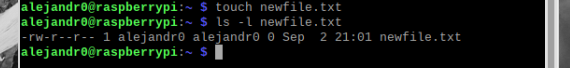 alejandr0@raspberrypi:~ $ touch newfile.txt
alejandr0@raspberrypi:~ $ ls -l newfile.txt
-rw-r--r-- 1 alejandr0 alejandr0 0 Sep  2 21:01 newfile.txt
alejandr0@raspberrypi:~ $